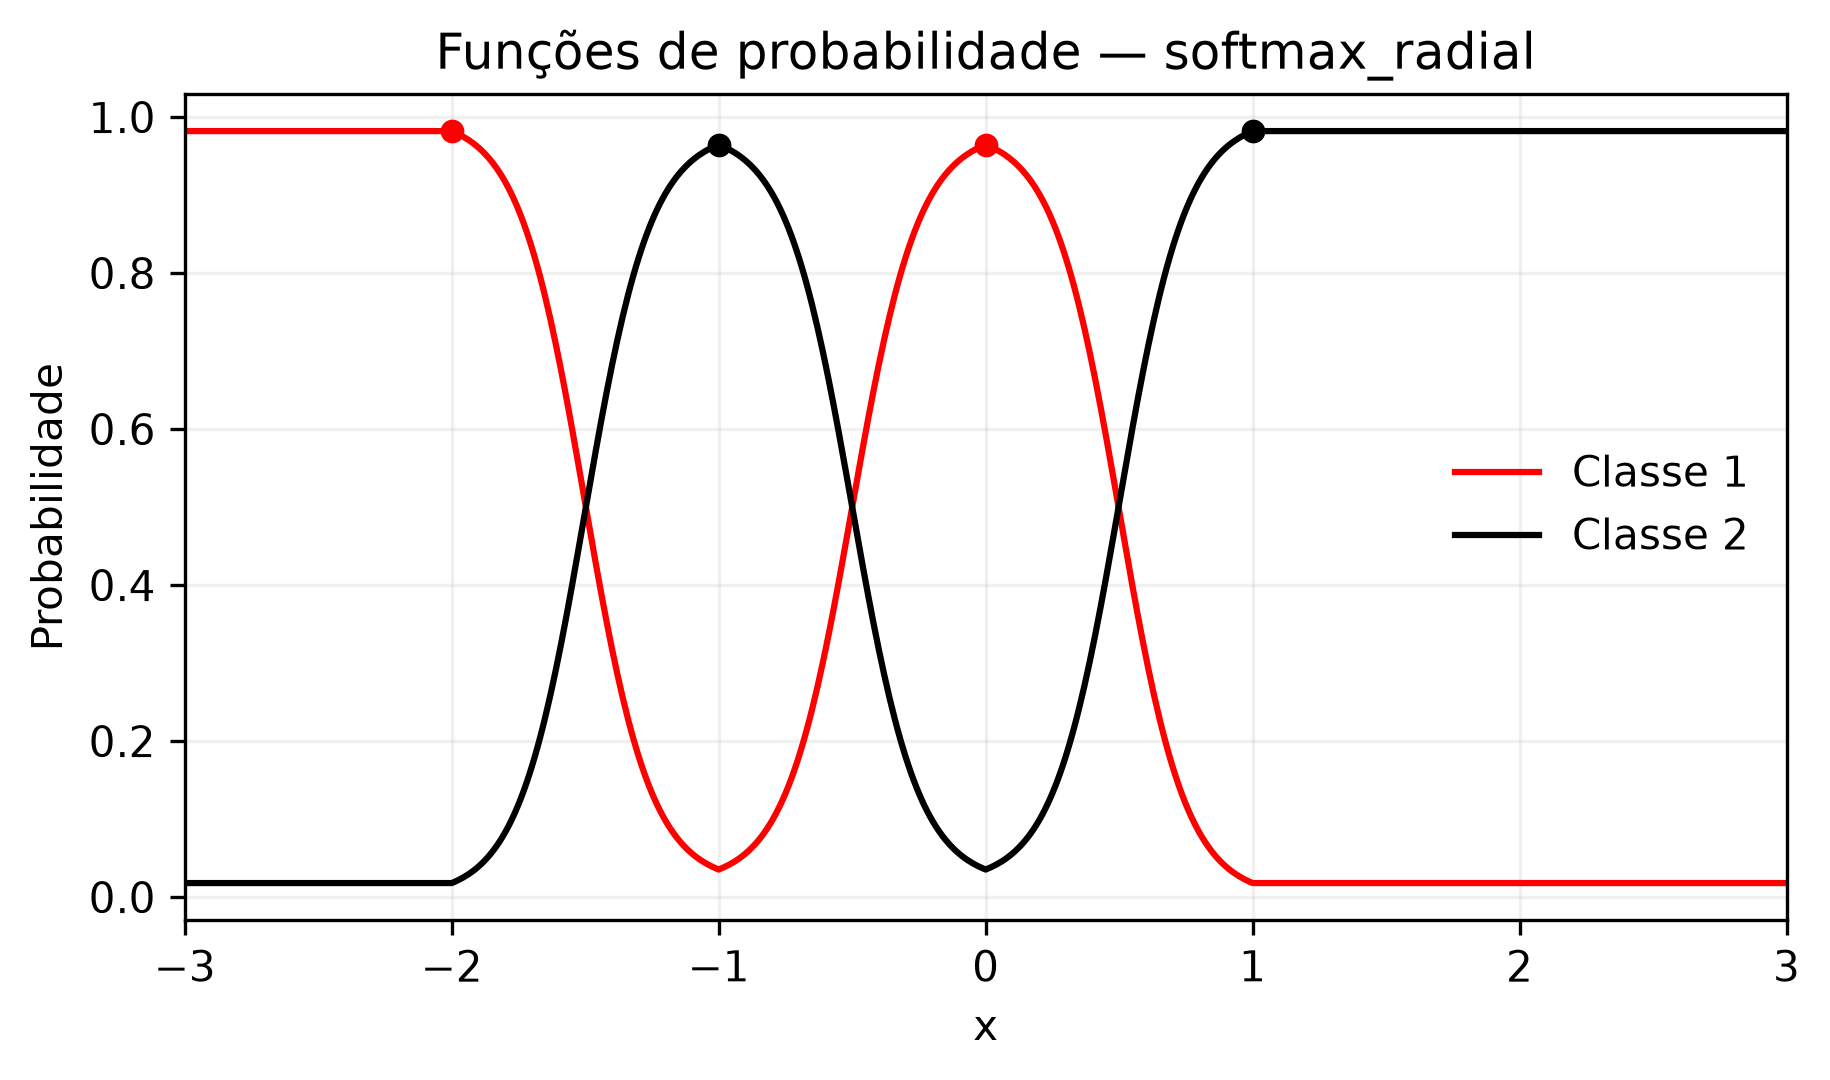 Funções de probabilidade — softmax_radial
1.0
0.8
0.6
0.4
0.2
0.0
Probabilidade
Classe 1
Classe 2
−3 −2 −1 0 1 2 3
x